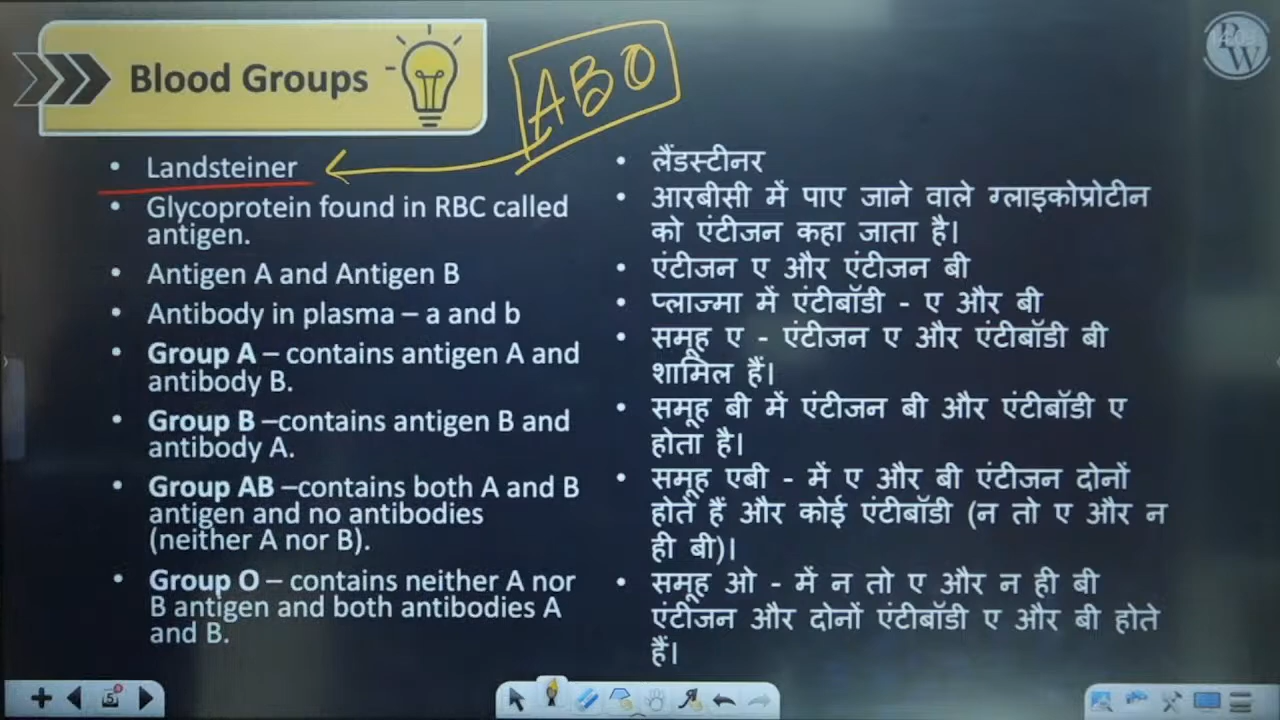 Blood Groups
ABO
PW
• Landsteiner
• Glycoprotein found in RBC called
antigen.
• Antigen A and Antigen B
• Antibody in plasma – a and b
• Group A – contains antigen A and
antibody B.
• Group B –contains antigen B and
antibody A.
• Group AB –contains both A and B
antigen and no antibodies
(neither A nor B).
• Group O – contains neither A nor
B antigen and both antibodies A
and B.
• लैंडस्टीनर
• आरबीसी में पाए जाने वाले ग्लाइकोप्रोटीन
को एंटीजन कहा जाता है।
• एंटीजन ए और एंटीजन बी
• प्लाज्मा में एंटीबॉडी - ए और बी
• समूह ए - एंटीजन ए और एंटीबॉडी बी
शामिल हैं।
• समूह बी में एंटीजन बी और एंटीबॉडी ए
होता है।
• समूह एबी - में ए और बी एंटीजन दोनों
होते हैं और कोई एंटीबॉडी (न तो ए और न
ही बी)।
• समूह ओ - में न तो ए और न ही बी
एंटीजन और दोनों एंटीबॉडी ए और बी होते
हैं।
5